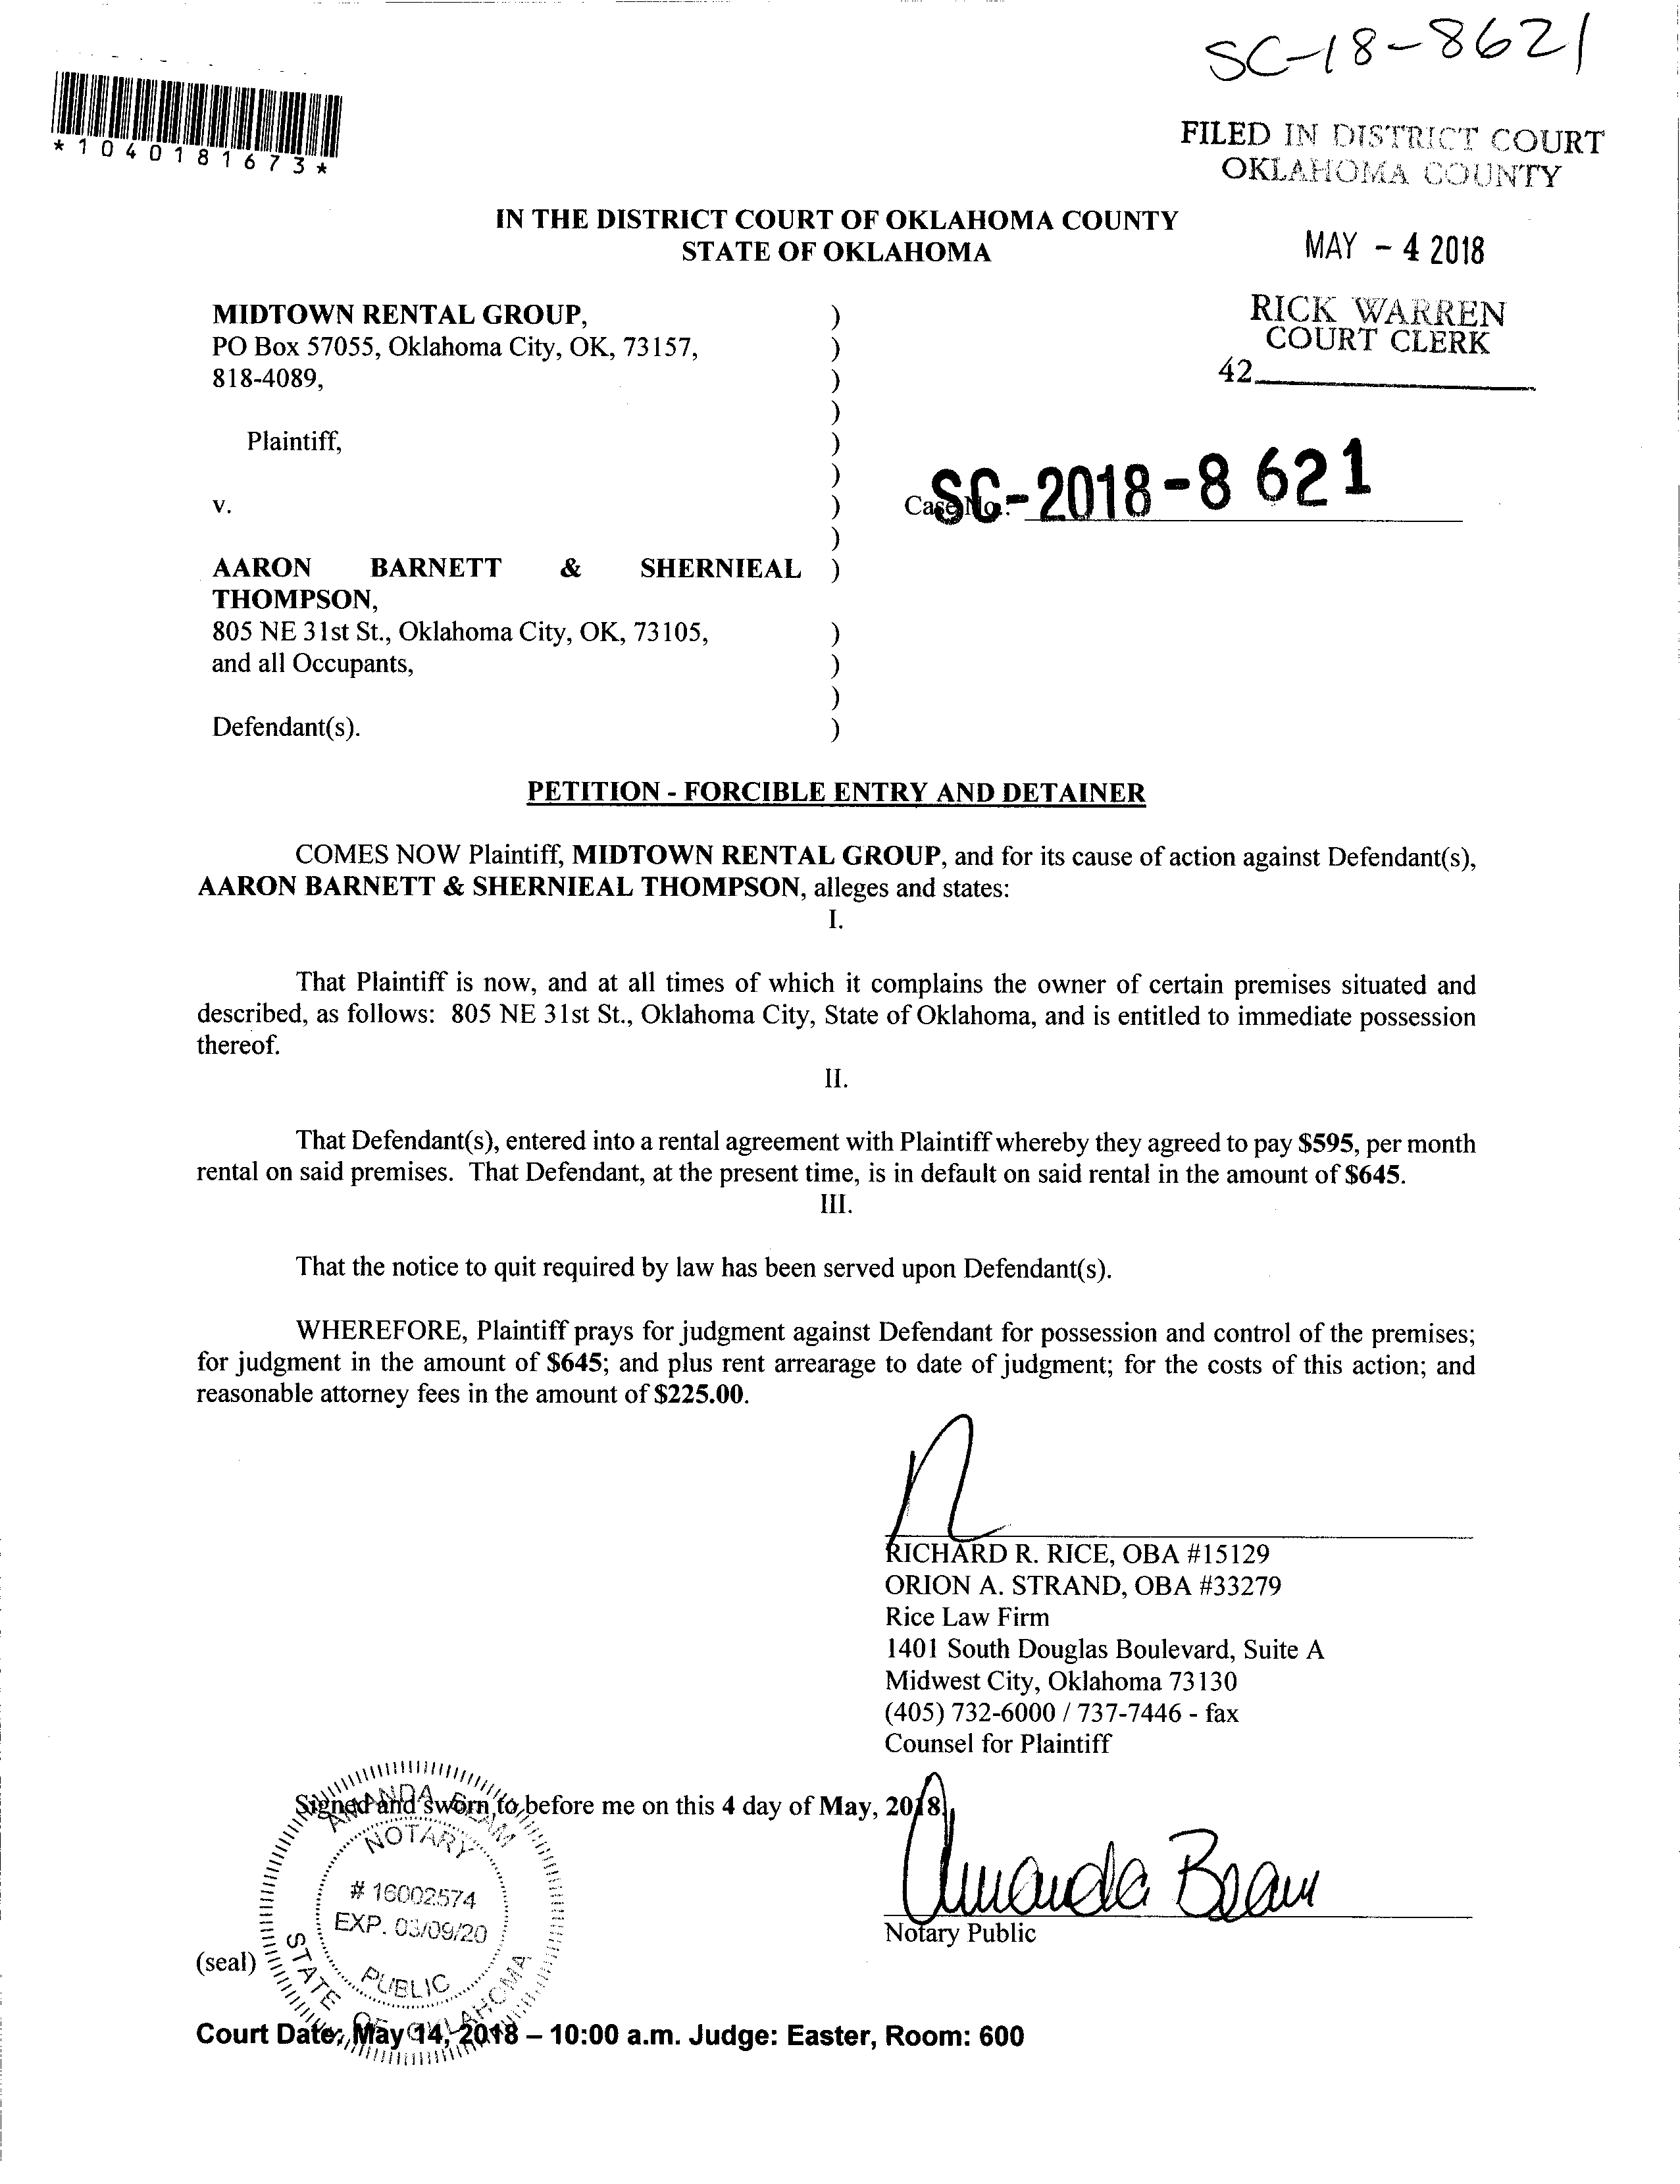 SC-18-8621
*1040181673*
FILED IN DISTRICT COURT
OKLAHOMA COUNTY
IN THE DISTRICT COURT OF OKLAHOMA COUNTY
STATE OF OKLAHOMA
MAY - 4 2018
RICK WARREN
COURT CLERK
42
MIDTOWN RENTAL GROUP, )
PO Box 57055, Oklahoma City, OK, 73157, )
818-4089, )
)
Plaintiff, )
)
v. ) Case No.: SC-2018-8 621
)
AARON BARNETT & SHERNIEAL )
THOMPSON,
805 NE 31st St., Oklahoma City, OK, 73105, )
and all Occupants, )
)
Defendant(s). )
PETITION - FORCIBLE ENTRY AND DETAINER
COMES NOW Plaintiff, MIDTOWN RENTAL GROUP, and for its cause of action against Defendant(s),
AARON BARNETT & SHERNIEAL THOMPSON, alleges and states:
I.
That Plaintiff is now, and at all times of which it complains the owner of certain premises situated and
described, as follows: 805 NE 31st St., Oklahoma City, State of Oklahoma, and is entitled to immediate possession
thereof.
II.
That Defendant(s), entered into a rental agreement with Plaintiff whereby they agreed to pay $595, per month
rental on said premises. That Defendant, at the present time, is in default on said rental in the amount of $645.
III.
That the notice to quit required by law has been served upon Defendant(s).
WHEREFORE, Plaintiff prays for judgment against Defendant for possession and control of the premises;
for judgment in the amount of $645; and plus rent arrearage to date of judgment; for the costs of this action; and
reasonable attorney fees in the amount of $225.00.
RICHARD R. RICE, OBA #15129
ORION A. STRAND, OBA #33279
Rice Law Firm
1401 South Douglas Boulevard, Suite A
Midwest City, Oklahoma 73130
(405) 732-6000 / 737-7446 - fax
Counsel for Plaintiff
Signed and sworn to before me on this 4 day of May, 2018.
Amanda Beam
Notary Public
AMANDA BEAM
NOTARY
# 16002574
EXP. 03/09/20
PUBLIC
STATE OF OKLAHOMA
(seal)
Court Date: May 14, 2018 – 10:00 a.m. Judge: Easter, Room: 600